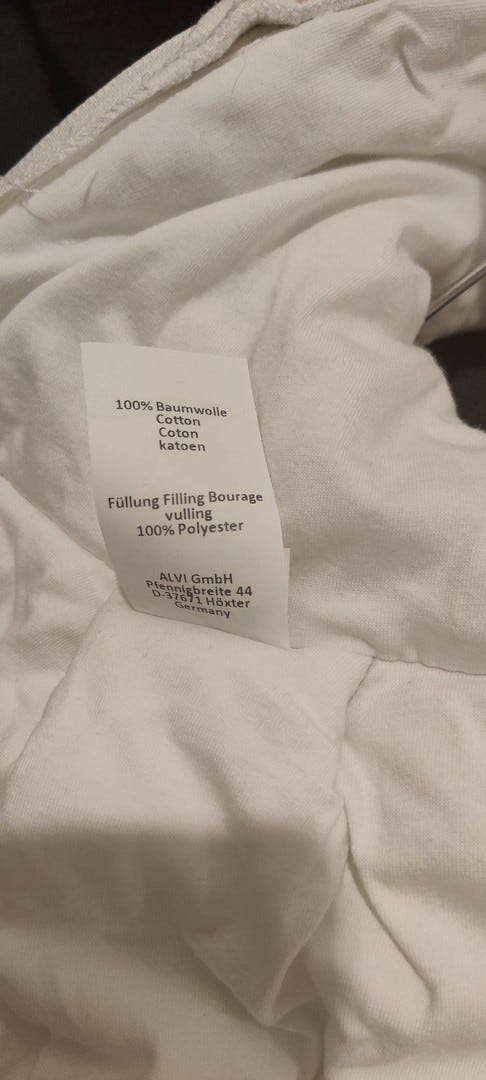 100% Baumwolle
Cotton
Coton
katoen
Füllung Filling Bourage
vulling
100% Polyester
ALVI GmbH
Pfennigbreite 44
D-37671 Höxter
Germany